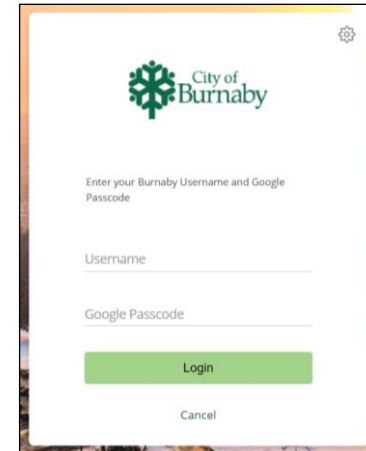 City of
Burnaby
Enter your Burnaby Username and Google
Passcode
Username
Google Passcode
Login
Cancel